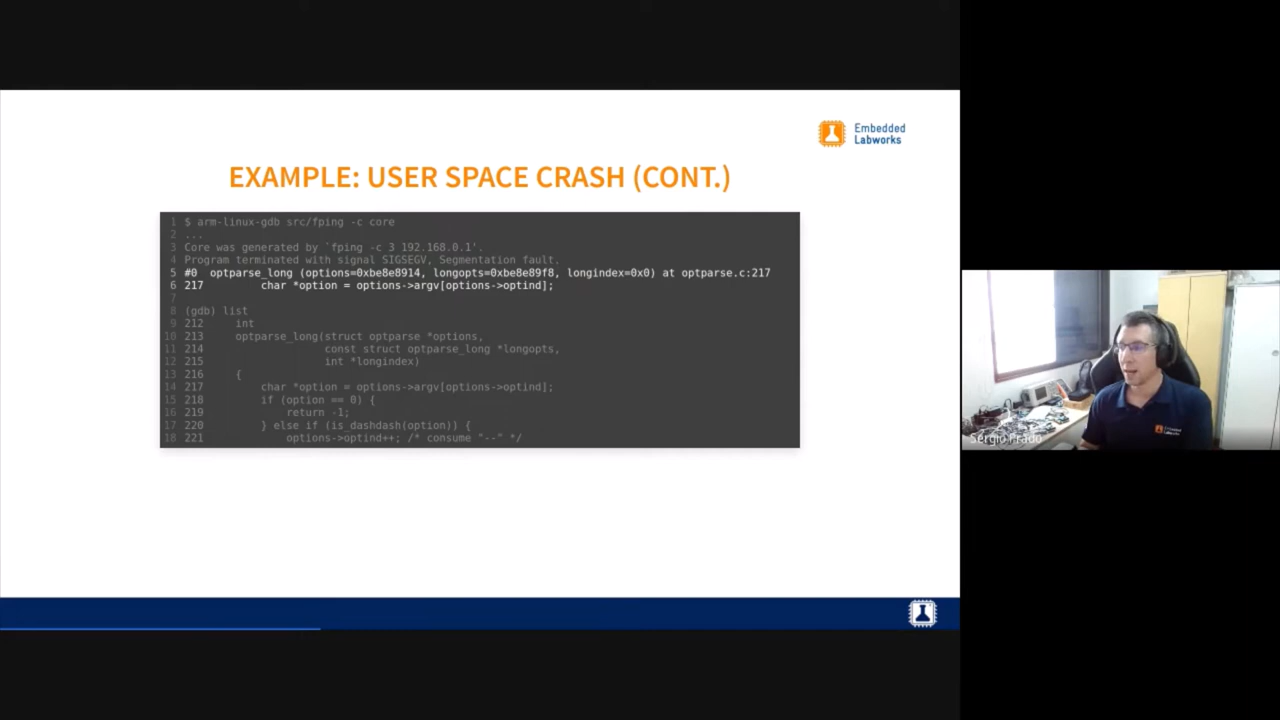 Embedded
Labworks
EXAMPLE: USER SPACE CRASH (CONT.)
1 $ arm-linux-gdb src/fping -c core
2 ...
3 Core was generated by `fping -c 3 192.168.0.1'.
4 Program terminated with signal SIGSEGV, Segmentation fault.
5 #0  optparse_long (options=0xbe8e8914, longopts=0xbe8e89f8, longindex=0x0) at optparse.c:217
6 217         char *option = options->argv[options->optind];
7
8 (gdb) list
9 212     int
10 213     optparse_long(struct optparse *options,
11 214                   const struct optparse_long *longopts,
12 215                   int *longindex)
13 216     {
14 217         char *option = options->argv[options->optind];
15 218         if (option == 0) {
16 219             return -1;
17 220         } else if (is_dashdash(option)) {
18 221             options->optind++; /* consume "--" */
Sergio Prado
Embedded
Labworks